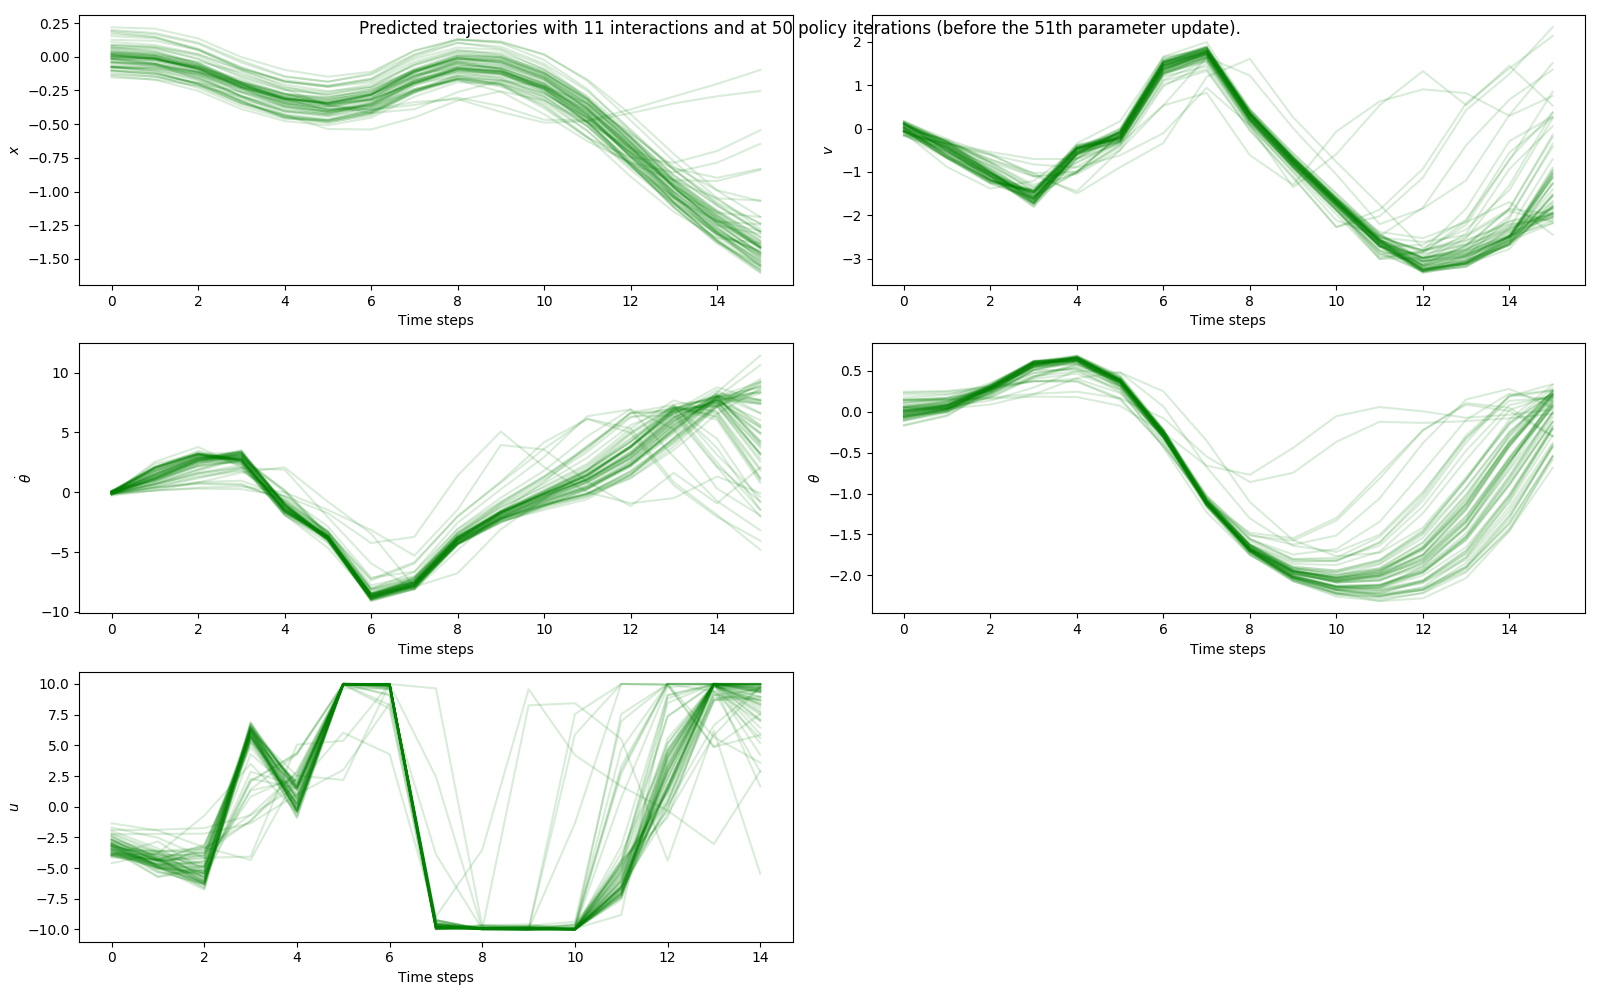 Predicted trajectories with 11 interactions and at 50 policy iterations (before the 51th parameter update).
0.25
0.00
−0.25
−0.50
−0.75
−1.00
−1.25
−1.50
x
0 2 4 6 8 10 12 14
Time steps
2
1
0
−1
−2
−3
v
0 2 4 6 8 10 12 14
Time steps
10
5
0
−5
−10
θ̇
0 2 4 6 8 10 12 14
Time steps
0.5
0.0
−0.5
−1.0
−1.5
−2.0
θ
0 2 4 6 8 10 12 14
Time steps
10.0
7.5
5.0
2.5
0.0
−2.5
−5.0
−7.5
−10.0
u
0 2 4 6 8 10 12 14
Time steps